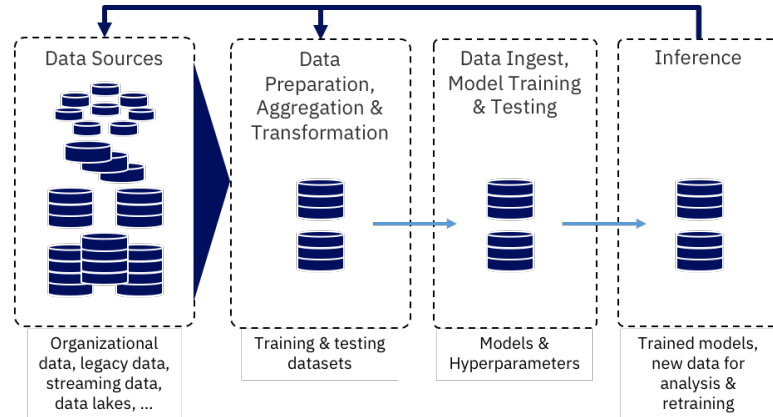 Data Sources
Data
Preparation,
Aggregation &
Transformation
Data Ingest,
Model Training
& Testing
Inference
Organizational
data, legacy data,
streaming data,
data lakes, ...
Training & testing
datasets
Models &
Hyperparameters
Trained models,
new data for
analysis &
retraining